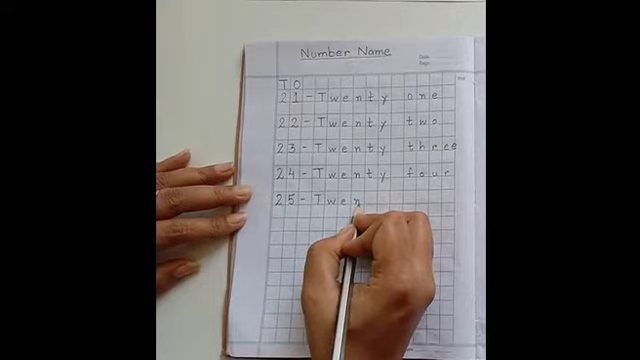 Number Name
Date:
Page:
T O
21 - Twenty one
22 - Twenty two
23 - Twenty three
24 - Twenty four
25 - Twen